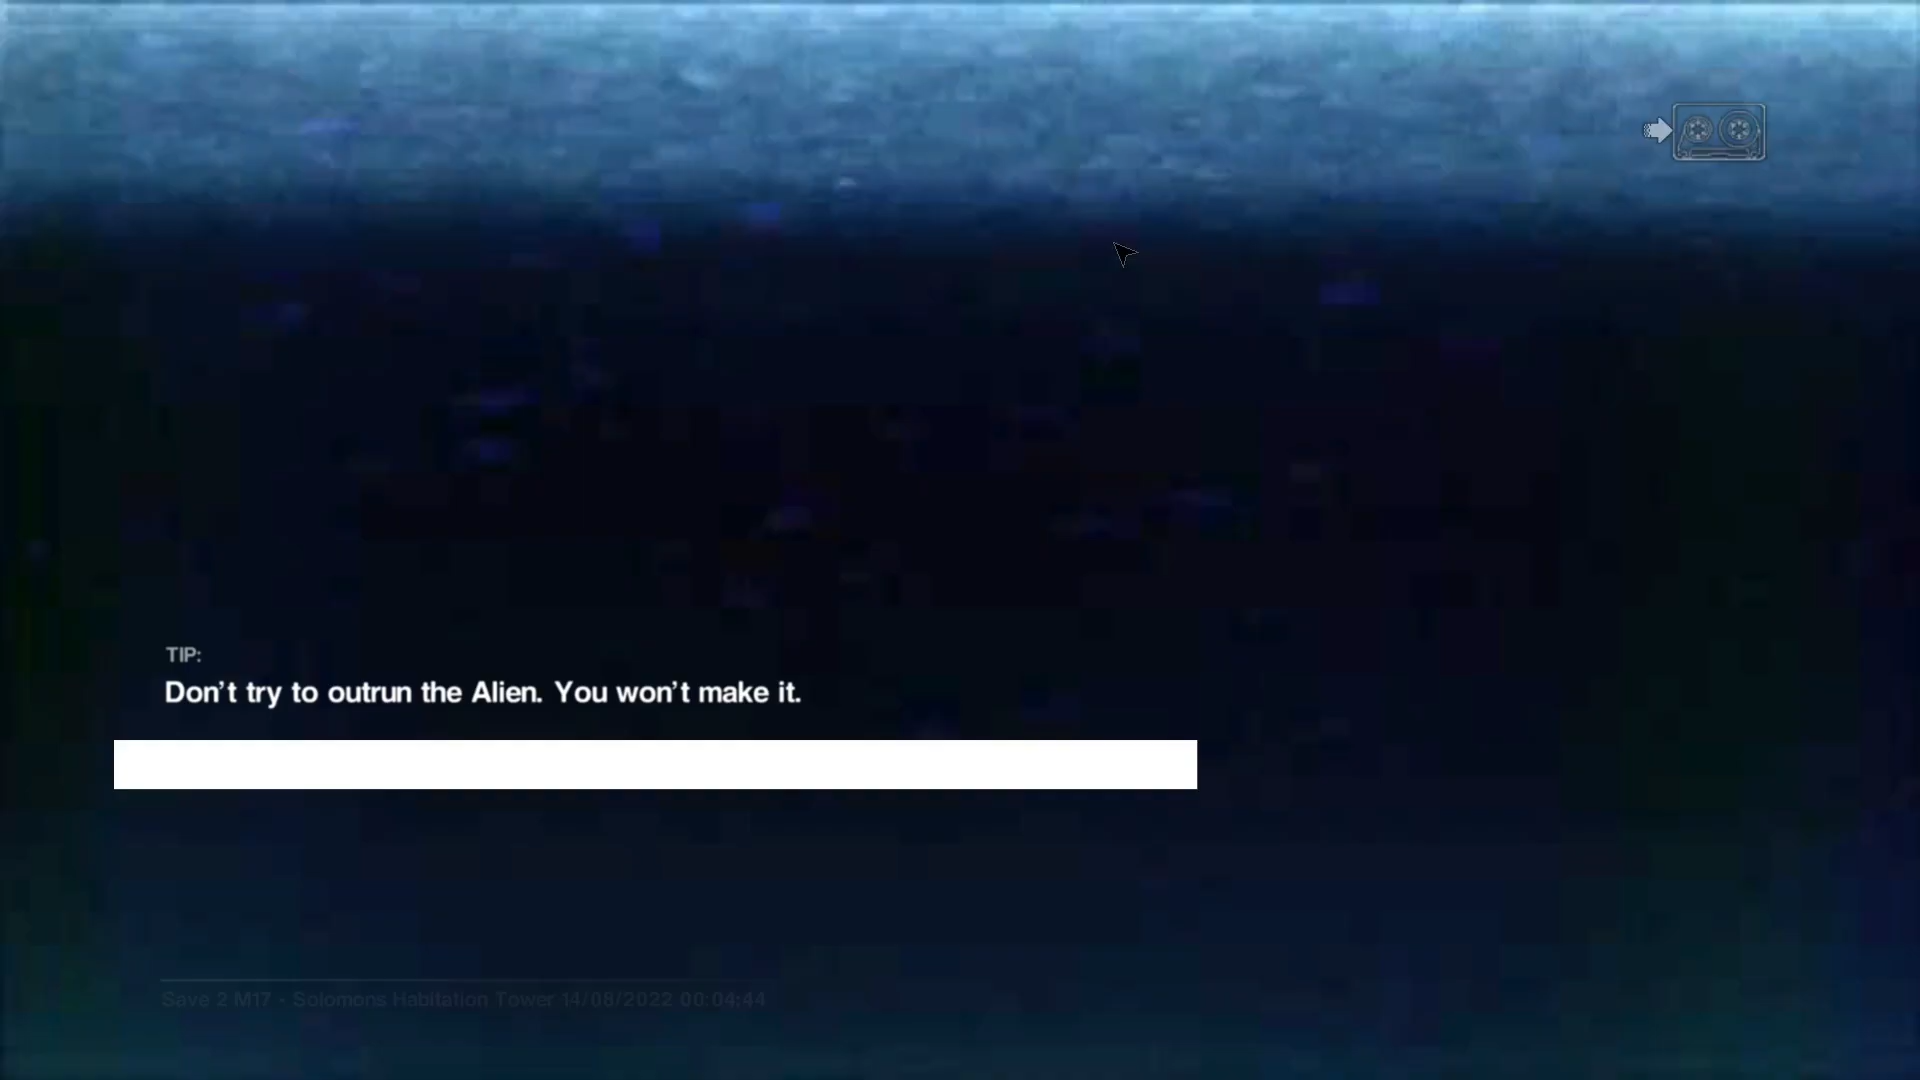 TIP:
Don't try to outrun the Alien. You won't make it.
Save 2 M17 - Solomons Habitation Tower 14/08/2022 00:04:44